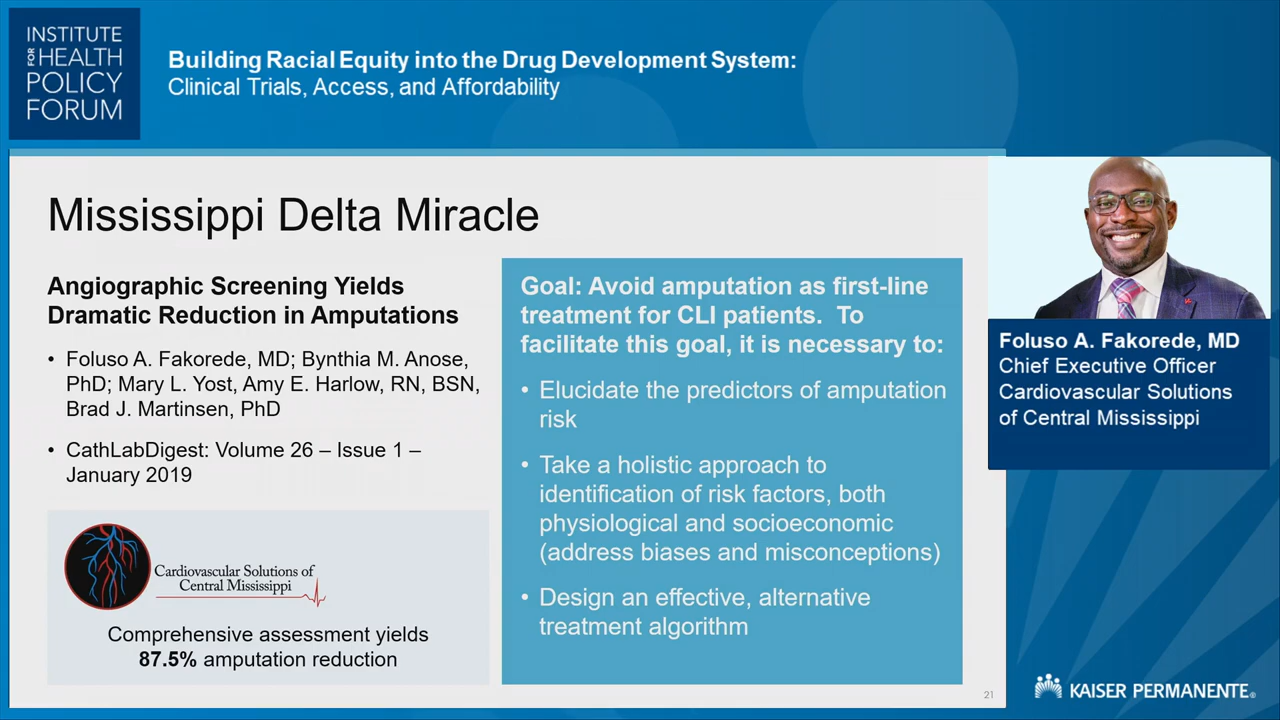 INSTITUTE
FOR HEALTH
POLICY
FORUM
Building Racial Equity into the Drug Development System:
Clinical Trials, Access, and Affordability
Mississippi Delta Miracle
Angiographic Screening Yields
Dramatic Reduction in Amputations
• Foluso A. Fakorede, MD; Bynthia M. Anose,
PhD; Mary L. Yost, Amy E. Harlow, RN, BSN,
Brad J. Martinsen, PhD
• CathLabDigest: Volume 26 – Issue 1 –
January 2019
Cardiovascular Solutions of
Central Mississippi
Comprehensive assessment yields
87.5% amputation reduction
Goal: Avoid amputation as first-line
treatment for CLI patients. To
facilitate this goal, it is necessary to:
• Elucidate the predictors of amputation
risk
• Take a holistic approach to
identification of risk factors, both
physiological and socioeconomic
(address biases and misconceptions)
• Design an effective, alternative
treatment algorithm
21
Foluso A. Fakorede, MD
Chief Executive Officer
Cardiovascular Solutions
of Central Mississippi
KAISER PERMANENTE®